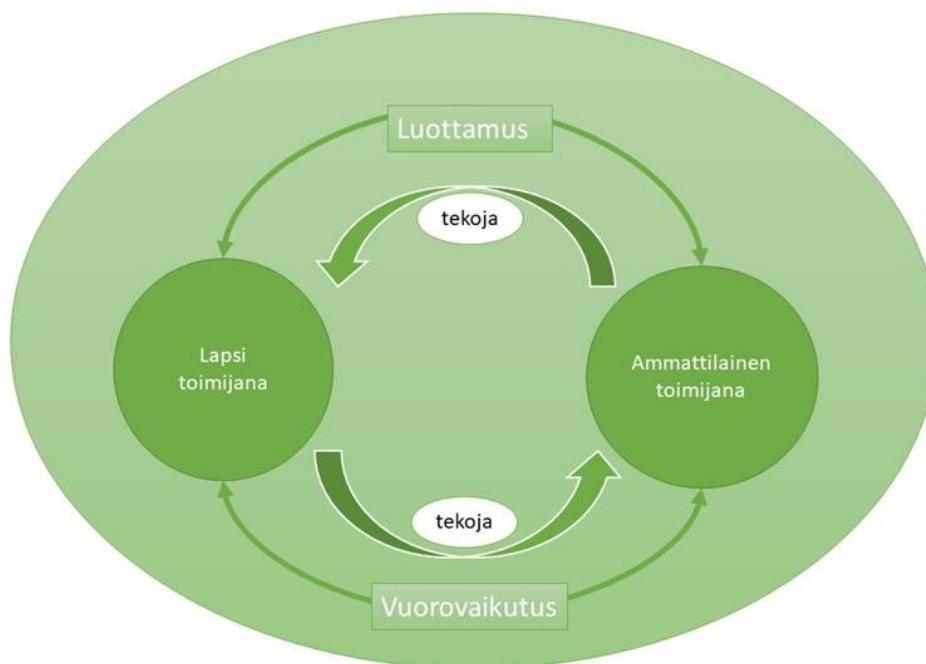 Luottamus
tekoja
Lapsi
toimijana
Ammattilainen
toimijana
tekoja
Vuorovaikutus